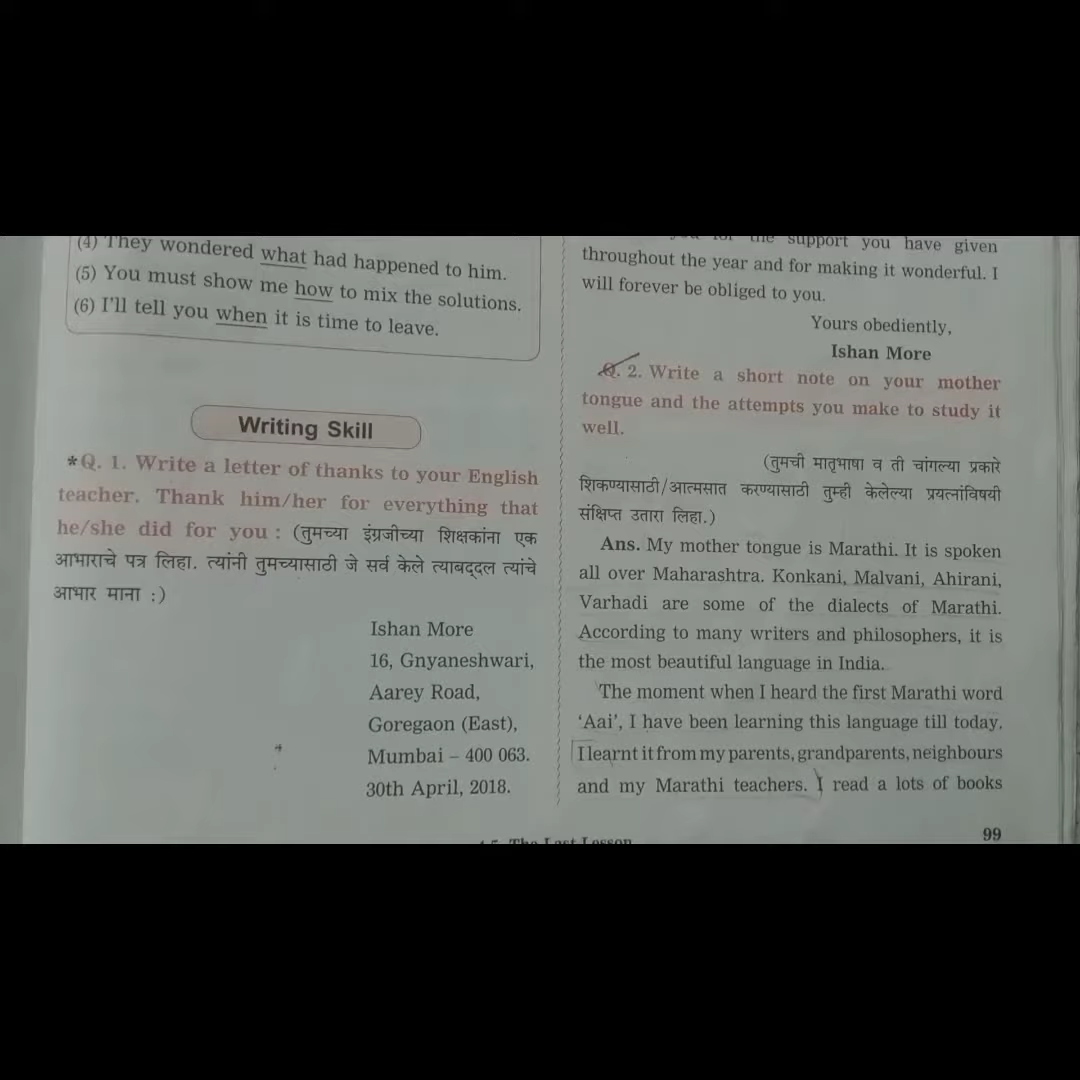 (4) They wondered what had happened to him.
(5) You must show me how to mix the solutions.
(6) I'll tell you when it is time to leave.
Writing Skill
*Q. 1. Write a letter of thanks to your English
teacher. Thank him/her for everything that
he/she did for you : (तुमच्या इंग्रजीच्या शिक्षकांना एक
आभाराचे पत्र लिहा. त्यांनी तुमच्यासाठी जे सर्व केले त्याबद्दल त्यांचे
आभार माना :)
Ishan More
16, Gnyaneshwari,
Aarey Road,
Goregaon (East),
Mumbai – 400 063.
30th April, 2018.
you for the support you have given
throughout the year and for making it wonderful. I
will forever be obliged to you.
Yours obediently,
Ishan More
Q. 2. Write a short note on your mother
tongue and the attempts you make to study it
well.
(तुमची मातृभाषा व ती चांगल्या प्रकारे
शिकण्यासाठी/आत्मसात करण्यासाठी तुम्ही केलेल्या प्रयत्नांविषयी
संक्षिप्त उतारा लिहा.)
Ans. My mother tongue is Marathi. It is spoken
all over Maharashtra. Konkani, Malvani, Ahirani,
Varhadi are some of the dialects of Marathi.
According to many writers and philosophers, it is
the most beautiful language in India.
The moment when I heard the first Marathi word
‘Aai’, I have been learning this language till today.
I learnt it from my parents, grandparents, neighbours
and my Marathi teachers. I read a lots of books
The Last Lesson
99